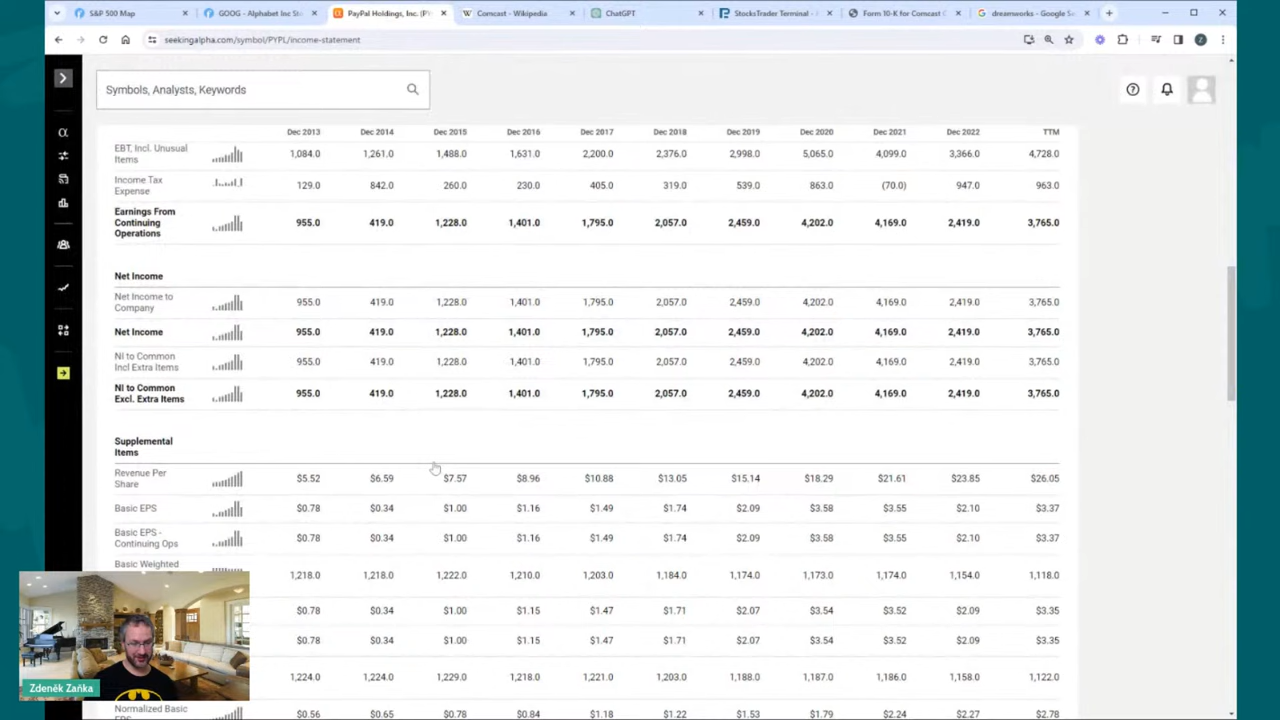 S&P 500 Map
GOOG - Alphabet Inc Sto
PayPal Holdings, Inc. (PY
Comcast - Wikipedia
ChatGPT
StocksTrader Terminal -
Form 10-K for Comcast C
dreamworks - Google Se
seekingalpha.com/symbol/PYPL/income-statement
Z
Symbols, Analysts, Keywords
Dec 2013 Dec 2014 Dec 2015 Dec 2016 Dec 2017 Dec 2018 Dec 2019 Dec 2020 Dec 2021 Dec 2022 TTM
EBT, Incl. Unusual
Items
1,084.0 1,261.0 1,488.0 1,631.0 2,200.0 2,376.0 2,998.0 5,065.0 4,099.0 3,366.0 4,728.0
Income Tax
Expense
129.0 842.0 260.0 230.0 405.0 319.0 539.0 863.0 (70.0) 947.0 963.0
Earnings From
Continuing
Operations
955.0 419.0 1,228.0 1,401.0 1,795.0 2,057.0 2,459.0 4,202.0 4,169.0 2,419.0 3,765.0
Net Income
Net Income to
Company
955.0 419.0 1,228.0 1,401.0 1,795.0 2,057.0 2,459.0 4,202.0 4,169.0 2,419.0 3,765.0
Net Income 955.0 419.0 1,228.0 1,401.0 1,795.0 2,057.0 2,459.0 4,202.0 4,169.0 2,419.0 3,765.0
NI to Common
Incl Extra Items
955.0 419.0 1,228.0 1,401.0 1,795.0 2,057.0 2,459.0 4,202.0 4,169.0 2,419.0 3,765.0
NI to Common
Excl. Extra Items
955.0 419.0 1,228.0 1,401.0 1,795.0 2,057.0 2,459.0 4,202.0 4,169.0 2,419.0 3,765.0
Supplemental
Items
Revenue Per
Share
$5.52 $6.59 $7.57 $8.96 $10.88 $13.05 $15.14 $18.29 $21.61 $23.85 $26.05
Basic EPS $0.78 $0.34 $1.00 $1.16 $1.49 $1.74 $2.09 $3.58 $3.55 $2.10 $3.37
Basic EPS -
Continuing Ops
$0.78 $0.34 $1.00 $1.16 $1.49 $1.74 $2.09 $3.58 $3.55 $2.10 $3.37
Basic Weighted
1,218.0 1,218.0 1,222.0 1,210.0 1,203.0 1,184.0 1,174.0 1,173.0 1,174.0 1,154.0 1,118.0
$0.78 $0.34 $1.00 $1.15 $1.47 $1.71 $2.07 $3.54 $3.52 $2.09 $3.35
$0.78 $0.34 $1.00 $1.15 $1.47 $1.71 $2.07 $3.54 $3.52 $2.09 $3.35
1,224.0 1,224.0 1,229.0 1,218.0 1,221.0 1,203.0 1,188.0 1,187.0 1,186.0 1,158.0 1,122.0
Normalized Basic
EPS
$0.56 $0.65 $0.78 $0.84 $1.18 $1.22 $1.53 $1.79 $2.24 $2.27 $2.78
Zdeněk Zaňka